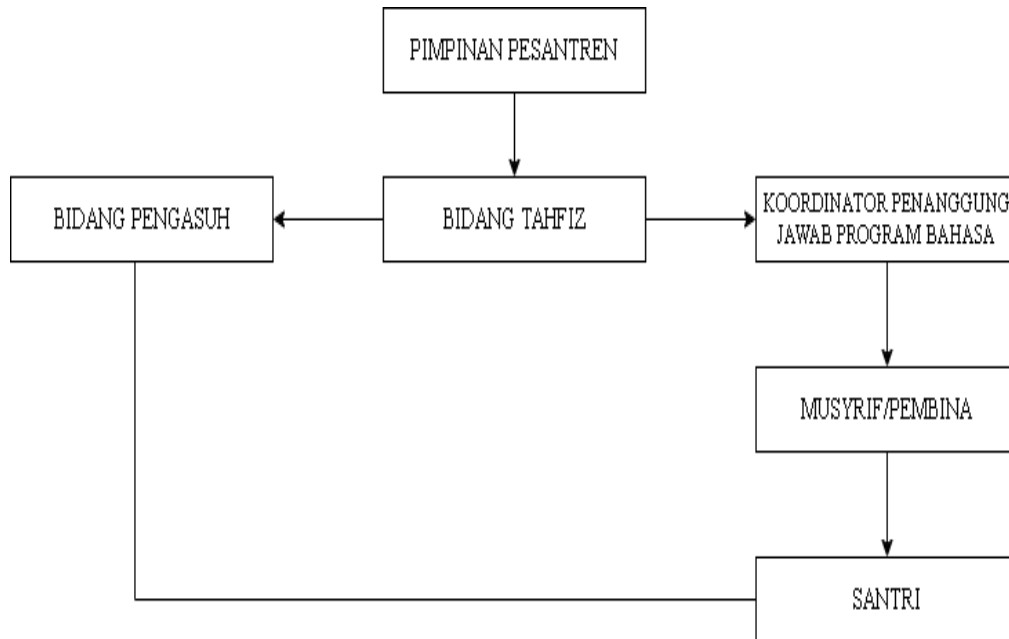 PIMPINAN PESANTREN
BIDANG PENGASUH
BIDANG TAHFIZ
KOORDINATOR PENANGGUNG
JAWAB PROGRAM BAHASA
MUSYRIF/PEMBINA
SANTRI